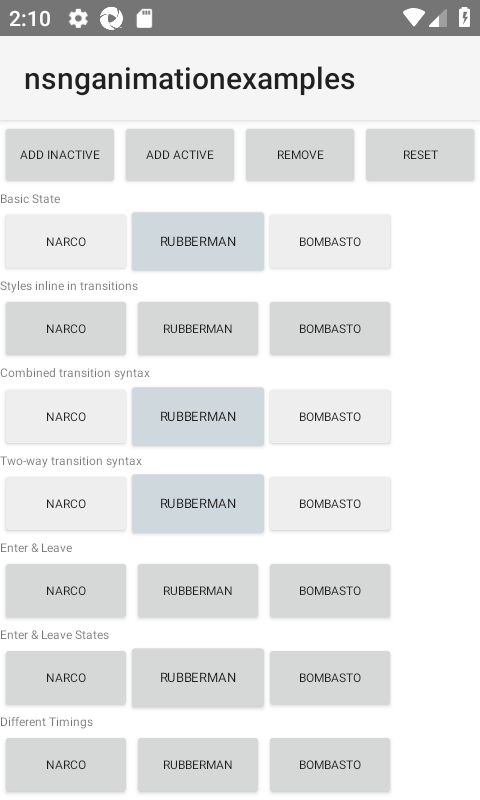 2:10
nsnganimationexamples
ADD INACTIVE ADD ACTIVE REMOVE RESET
Basic State
NARCO RUBBERMAN BOMBASTO
Styles inline in transitions
NARCO RUBBERMAN BOMBASTO
Combined transition syntax
NARCO RUBBERMAN BOMBASTO
Two-way transition syntax
NARCO RUBBERMAN BOMBASTO
Enter & Leave
NARCO RUBBERMAN BOMBASTO
Enter & Leave States
NARCO RUBBERMAN BOMBASTO
Different Timings
NARCO RUBBERMAN BOMBASTO